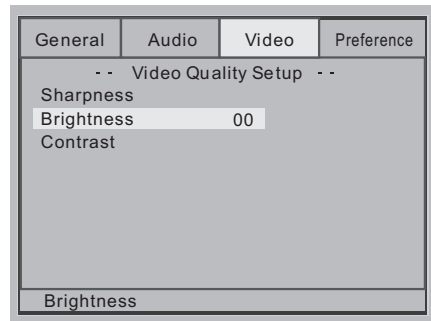 General Audio Video Preference
- - Video Quality Setup - -
Sharpness
Brightness 00
Contrast
Brightness